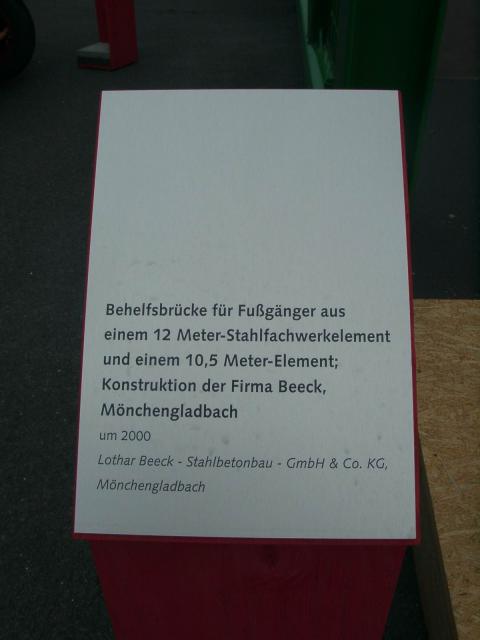 Behelfsbrücke für Fußgänger aus
einem 12 Meter-Stahlfachwerkelement
und einem 10,5 Meter-Element;
Konstruktion der Firma Beeck,
Mönchengladbach
um 2000
Lothar Beeck - Stahlbetonbau - GmbH & Co. KG,
Mönchengladbach